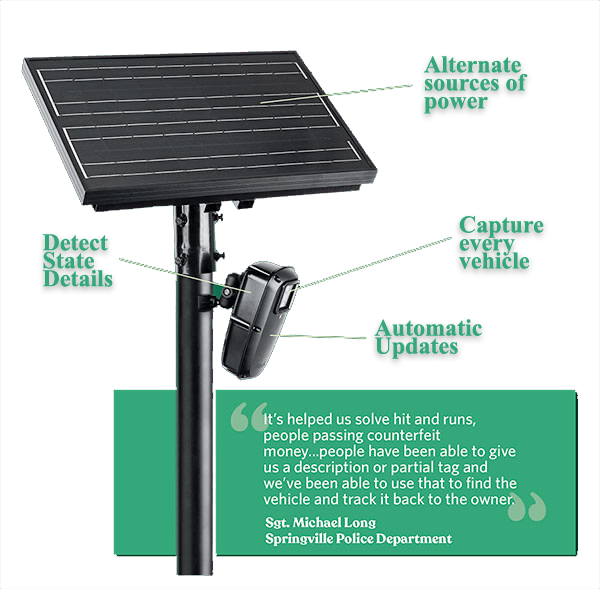 Alternate
sources of
power
Capture
every
vehicle
Detect
State
Details
Automatic
Updates
“It’s helped us solve hit and runs,
people passing counterfeit
money...people have been able to give
us a description or partial tag and
we’ve been able to use that to find the
vehicle and track it back to the owner.”
Sgt. Michael Long
Springville Police Department